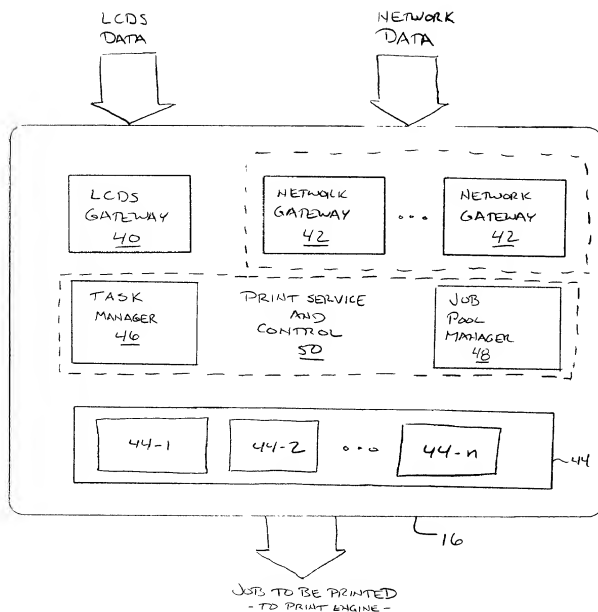 LCDS
DATA
NETWORK
DATA
LCDS
GATEWAY
40
NETWORK
GATEWAY
42
...
NETWORK
GATEWAY
42
TASK
MANAGER
46
PRINT SERVICE
AND
CONTROL
50
JOB
POOL
MANAGER
48
44-1
44-2
...
44-n
44
16
JOB TO BE PRINTED
- TO PRINT ENGINE -